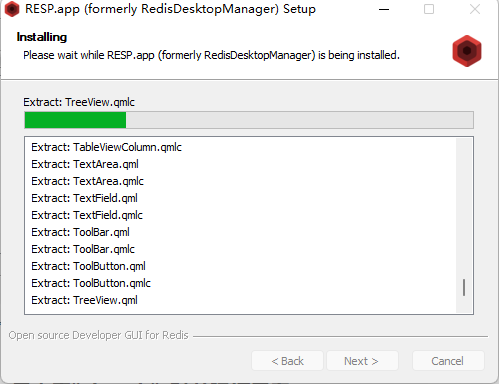 RESP.app (formerly RedisDesktopManager) Setup
Installing
Please wait while RESP.app (formerly RedisDesktopManager) is being installed.
Extract: TreeView.qmlc
Extract: TableViewColumn.qmlc
Extract: TextArea.qml
Extract: TextArea.qmlc
Extract: TextField.qml
Extract: TextField.qmlc
Extract: ToolBar.qml
Extract: ToolBar.qmlc
Extract: ToolButton.qml
Extract: ToolButton.qmlc
Extract: TreeView.qml
Open source Developer GUI for Redis
< Back
Next >
Cancel